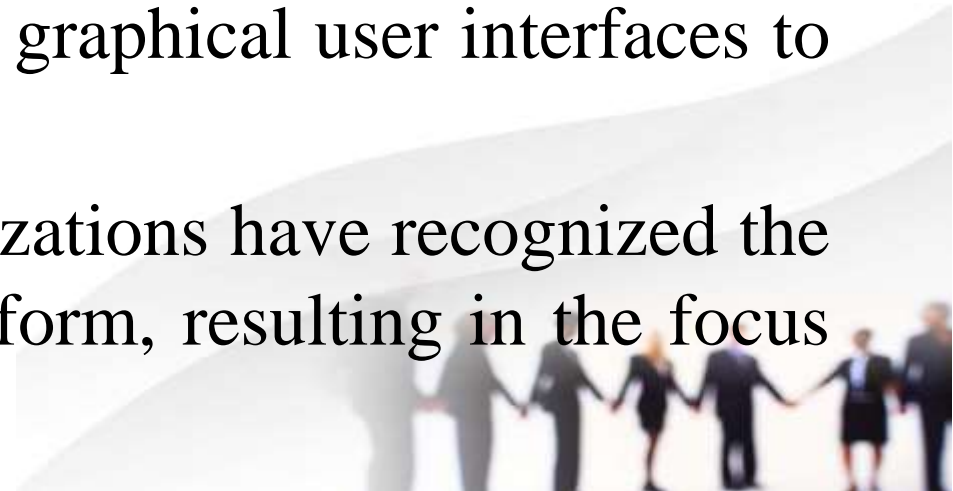 graphical user interfaces to
zations have recognized the
form, resulting in the focus